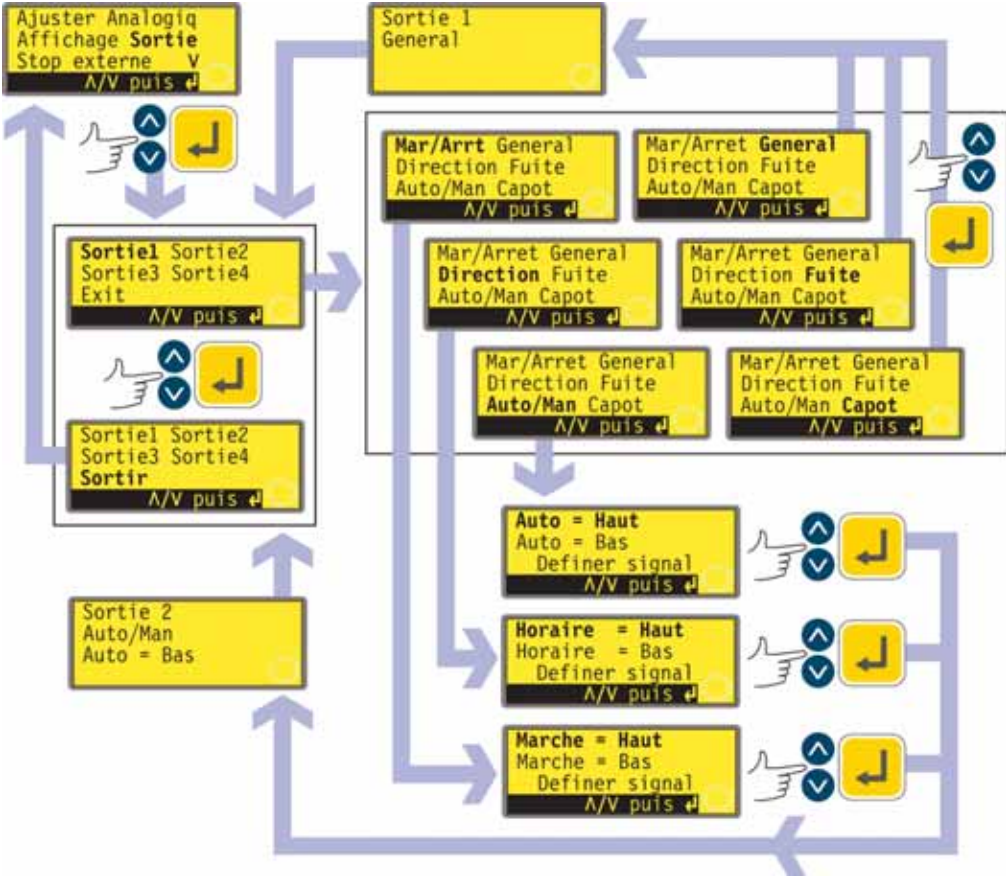 Ajuster Analogiq
Affichage Sortie
Stop externe V
Λ/V puis ↲
Sortie 1
General
Mar/Arrt General
Direction Fuite
Auto/Man Capot
Λ/V puis ↲
Mar/Arret General
Direction Fuite
Auto/Man Capot
Λ/V puis ↲
Sortie1 Sortie2
Sortie3 Sortie4
Exit
Λ/V puis ↲
Mar/Arret General
Direction Fuite
Auto/Man Capot
Λ/V puis ↲
Mar/Arret General
Direction Fuite
Auto/Man Capot
Λ/V puis ↲
Mar/Arret General
Direction Fuite
Auto/Man Capot
Λ/V puis ↲
Mar/Arret General
Direction Fuite
Auto/Man Capot
Λ/V puis ↲
Sortie1 Sortie2
Sortie3 Sortie4
Sortir
Λ/V puis ↲
Auto = Haut
Auto = Bas
Definer signal
Λ/V puis ↲
Sortie 2
Auto/Man
Auto = Bas
Horaire = Haut
Horaire = Bas
Definer signal
Λ/V puis ↲
Marche = Haut
Marche = Bas
Definer signal
Λ/V puis ↲